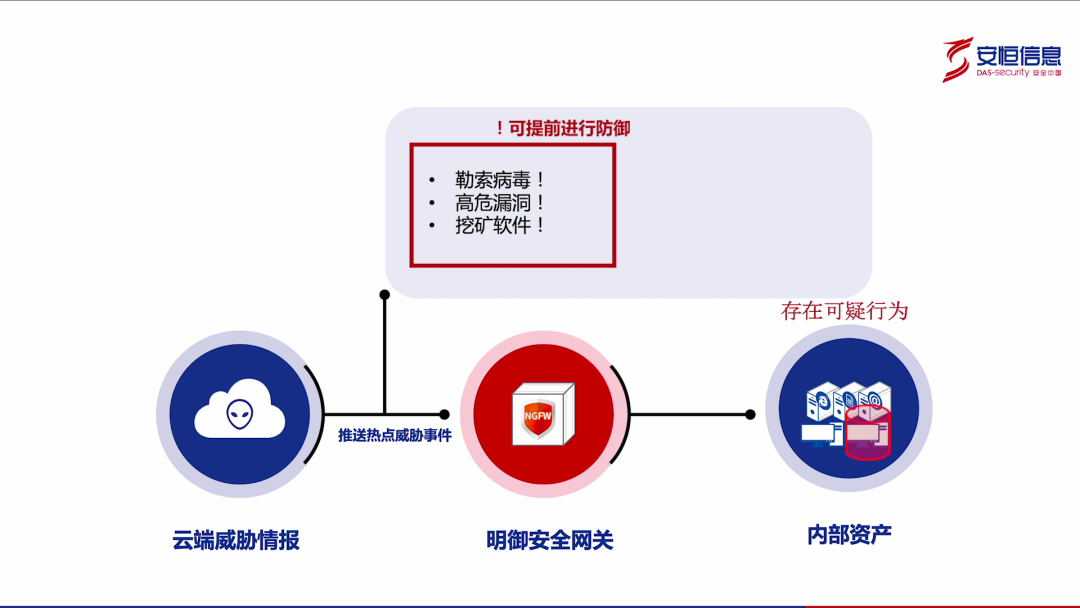 安恒信息
DAS-security 安全中国
！可提前进行防御
• 勒索病毒！
• 高危漏洞！
• 挖矿软件！
存在可疑行为
NGFW
推送热点威胁事件
云端威胁情报
明御安全网关
内部资产